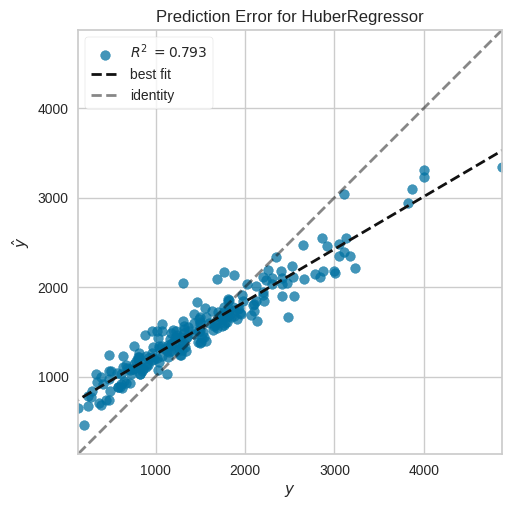 Prediction Error for HuberRegressor
R² = 0.793
best fit
identity
4000
3000
2000
1000
ŷ
1000 2000 3000 4000
y